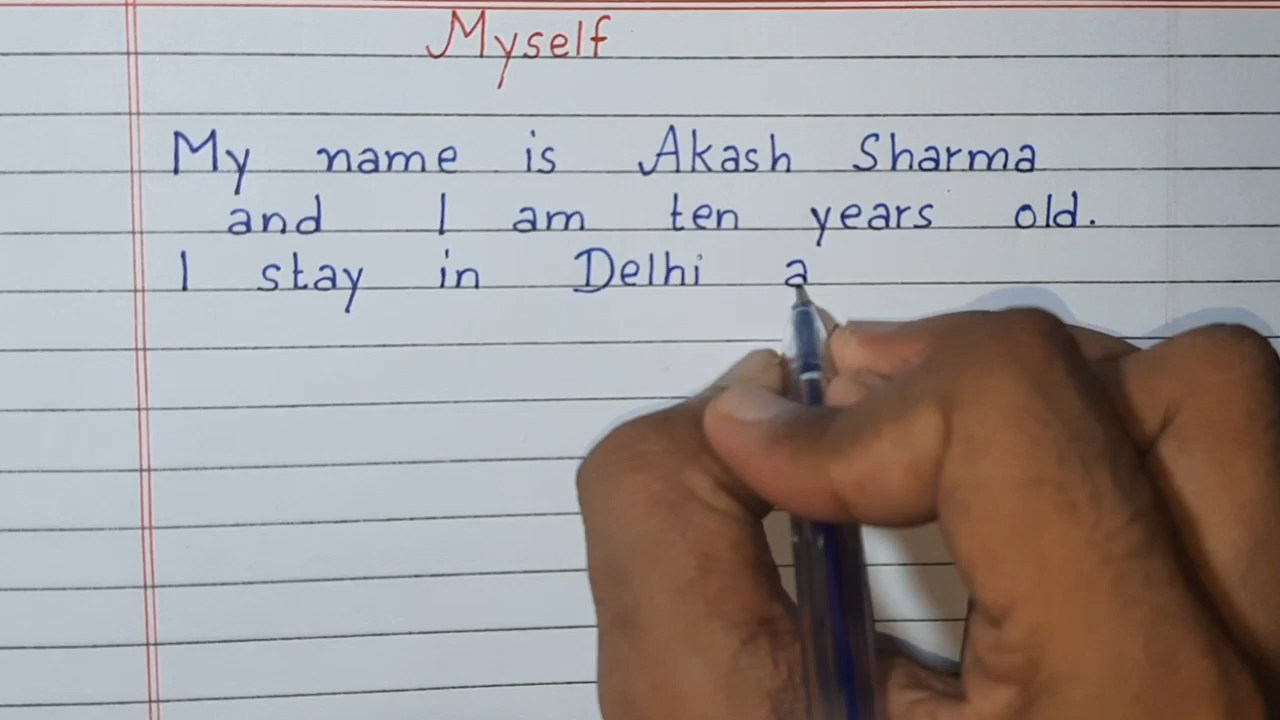 Myself
My name is Akash Sharma
and I am ten years old.
I stay in Delhi a